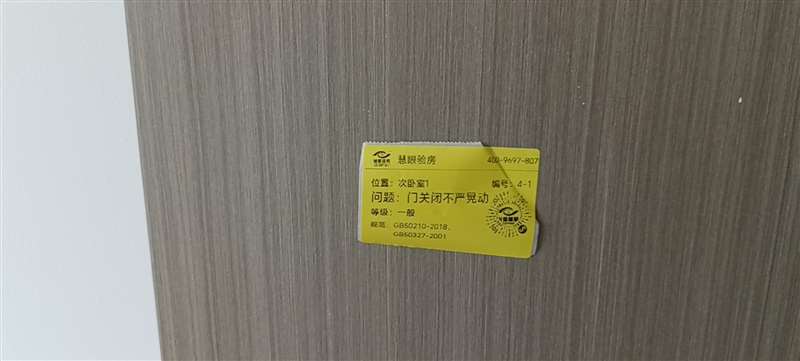 慧眼验房 400-9697-807
位置：次卧室1 编号：4-1
问题：门关闭不严晃动
等级：一般
规范：GB50210-2018、
GB50327-2001